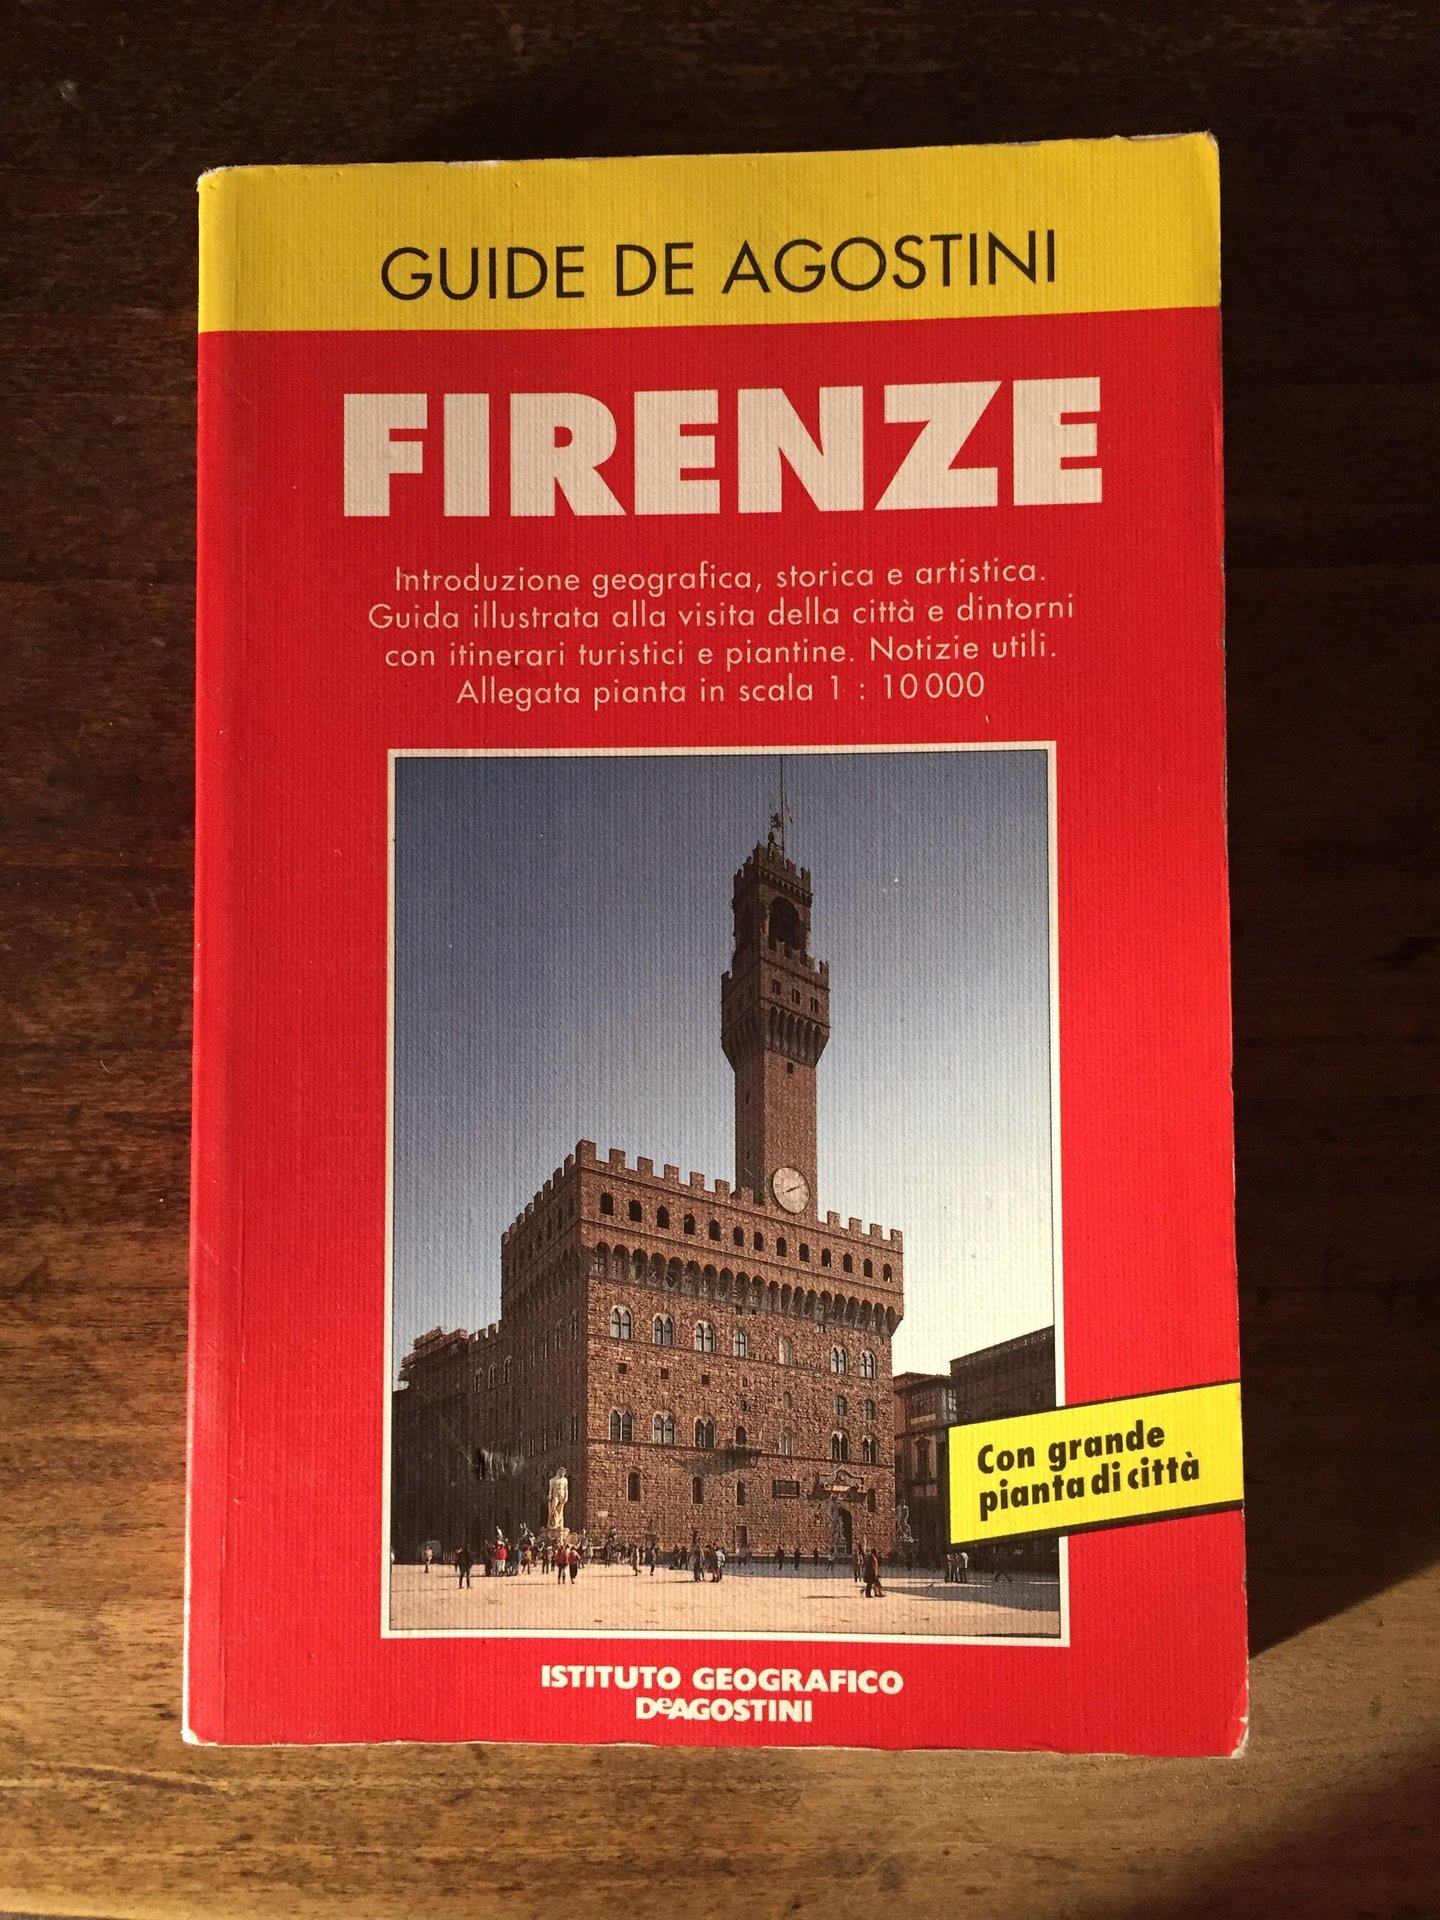 GUIDE DE AGOSTINI
FIRENZE
Introduzione geografica, storica e artistica.
Guida illustrata alla visita della città e dintorni
con itinerari turistici e piantine. Notizie utili.
Allegata pianta in scala 1 : 10 000
Con grande
pianta di città
ISTITUTO GEOGRAFICO
DeAGOSTINI